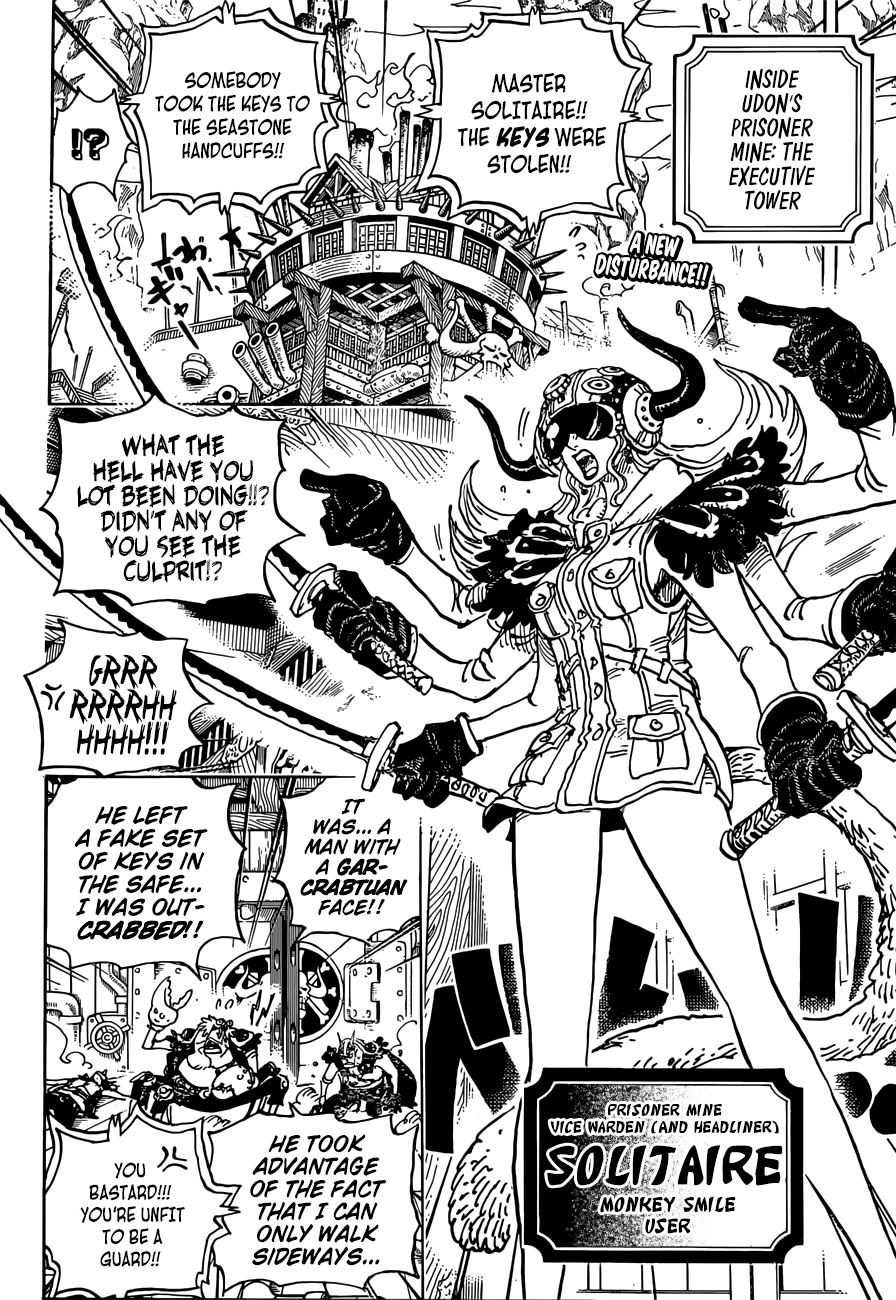 INSIDE
UDON'S
PRISONER
MINE: THE
EXECUTIVE
TOWER
MASTER
SOLITAIRE!!
THE KEYS WERE
STOLEN!!
SOMEBODY
TOOK THE KEYS TO
THE SEASTONE
HANDCUFFS!!
!?
A NEW
DISTURBANCE!!
WHAT THE
HELL HAVE YOU
LOT BEEN DOING!!?
DIDN'T ANY OF
YOU SEE THE
CULPRIT!?
GRRR
RRRRHH
HHHH!!!
IT
WAS... A
MAN WITH
A GAR-
CRABTUAN
FACE!!
HE LEFT
A FAKE SET
OF KEYS IN
THE SAFE...
I WAS OUT-
CRABBED!!
HE TOOK
ADVANTAGE
OF THE FACT
THAT I CAN
ONLY WALK
SIDEWAYS...
YOU
BASTARD!!!
YOU'RE UNFIT
TO BE A
GUARD!!
PRISONER MINE
VICE WARDEN (AND HEADLINER)
SOLITAIRE
MONKEY SMILE
USER